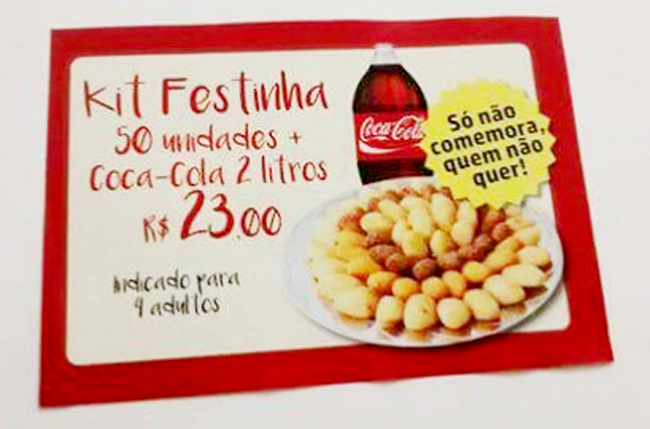 Kit Festinha
50 unidades +
Coca-Cola 2 litros
R$ 23,00
Indicado para
4 adultos
Coca-Cola
Só não
comemora,
quem não
quer!